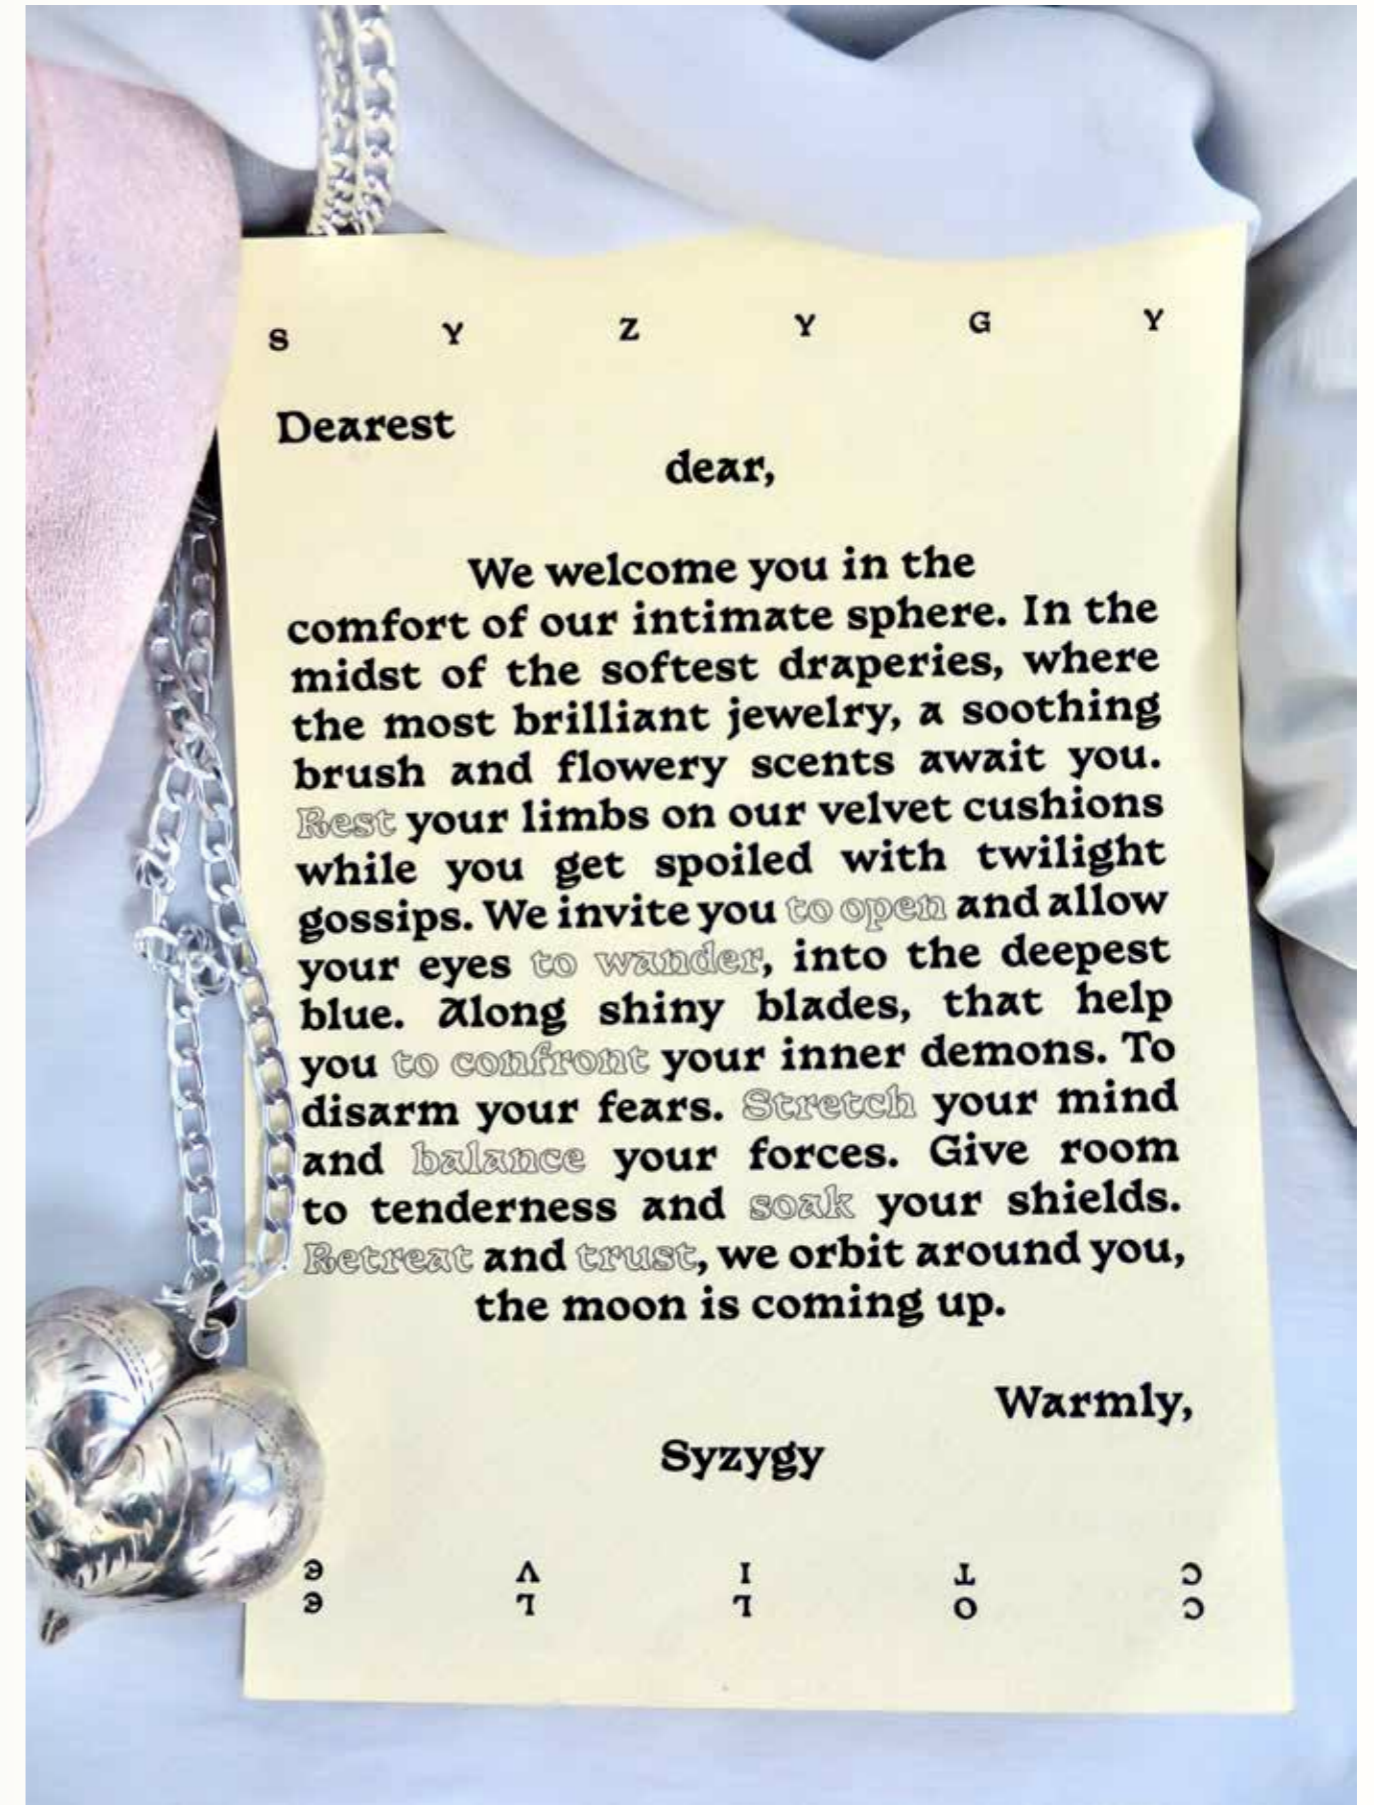 S Y Z Y G Y
Dearest
dear,
We welcome you in the
comfort of our intimate sphere. In the
midst of the softest draperies, where
the most brilliant jewelry, a soothing
brush and flowery scents await you.
Rest your limbs on our velvet cushions
while you get spoiled with twilight
gossips. We invite you to open and allow
your eyes to wander, into the deepest
blue. Along shiny blades, that help
you to confront your inner demons. To
disarm your fears. Stretch your mind
and balance your forces. Give room
to tenderness and soak your shields.
Retreat and trust, we orbit around you,
the moon is coming up.
Warmly,
Syzygy
C O L L E
C T I V E